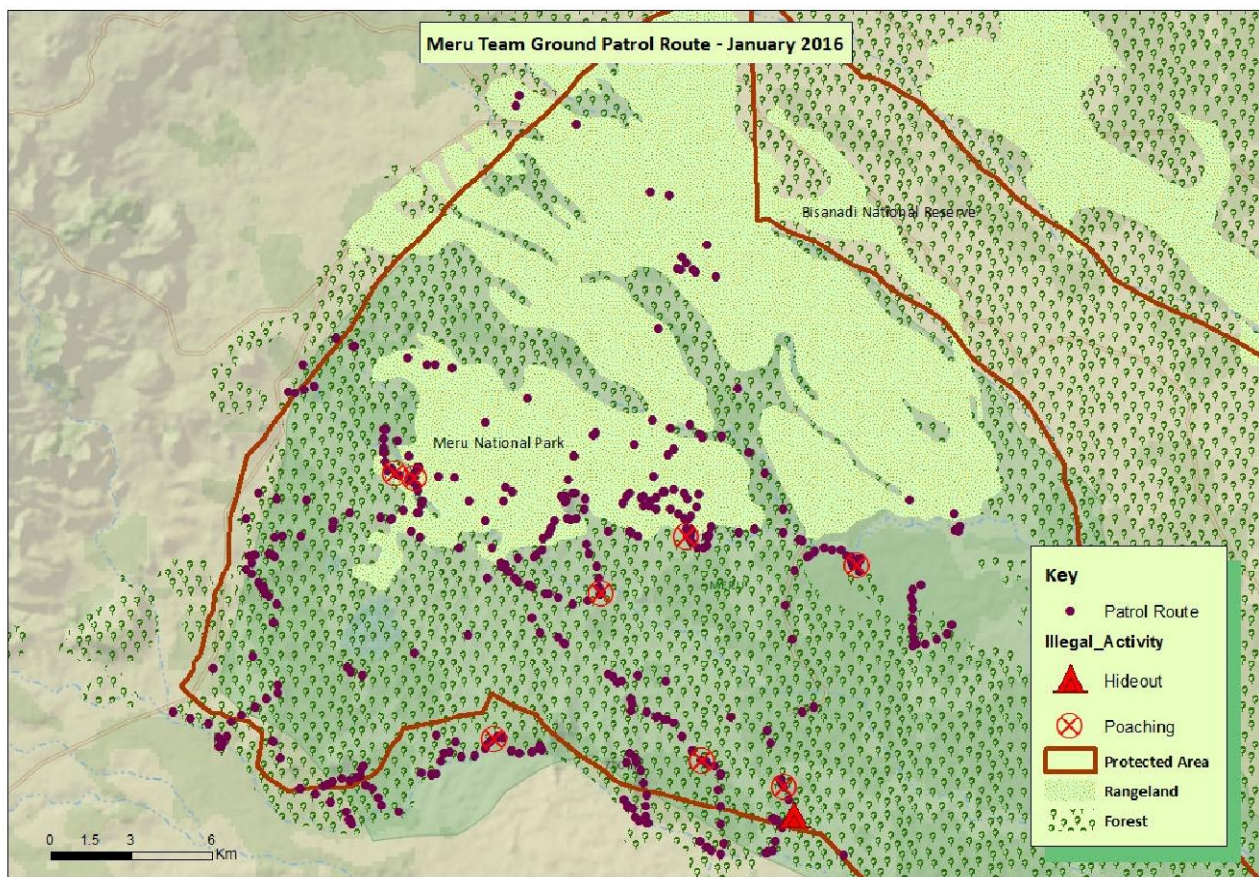 Meru Team Ground Patrol Route - January 2016
Bisanadi National Reserve
Meru National Park
Key
Patrol Route
Illegal_Activity
Hideout
Poaching
Protected Area
Rangeland
Forest
0 1.5 3 6
Km